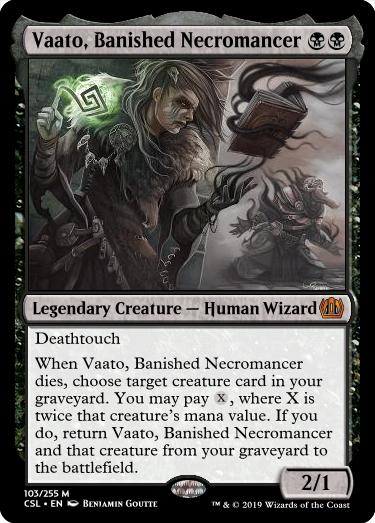 Vaato, Banished Necromancer
Legendary Creature — Human Wizard
Deathtouch
When Vaato, Banished Necromancer
dies, choose target creature card in your
graveyard. You may pay X, where X is
twice that creature's mana value. If you
do, return Vaato, Banished Necromancer
and that creature from your graveyard to
the battlefield.
2/1
103/255 M
CSL • EN BENJAMIN GOUTTE
™ & © 2019 Wizards of the Coast